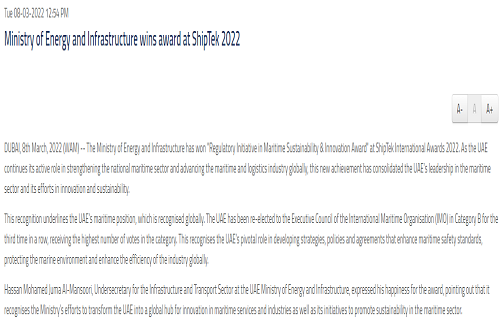 Tue 08-03-2022 12:54 PM
Ministry of Energy and Infrastructure wins award at ShipTek 2022
A- A A+
DUBAI, 8th March, 2022 (WAM) -- The Ministry of Energy and Infrastructure has won "Regulatory Initiative in Maritime Sustainability & Innovation Award" at ShipTek International Awards 2022. As the UAE
continues its active role in strengthening the national maritime sector and advancing the maritime and logistics industry globally, this new achievement has consolidated the UAE's leadership in the maritime
sector and its efforts in innovation and sustainability.
This recognition underlines the UAE's maritime position, which is recognised globally. The UAE has been re-elected to the Executive Council of the International Maritime Organisation (IMO) in Category B for the
third time in a row, receiving the highest number of votes in the category. This recognises the UAE's pivotal role in developing strategies, policies and agreements that enhance maritime safety standards,
protecting the marine environment and enhance the efficiency of the industry globally.
Hassan Mohamed Juma Al-Mansoori, Undersecretary for the Infrastructure and Transport Sector at the UAE Ministry of Energy and Infrastructure, expressed his happiness for the award, pointing out that it
recognises the Ministry's efforts to transform the UAE into a global hub for innovation in maritime services and industries as well as its initiatives to promote sustainability in the maritime sector.